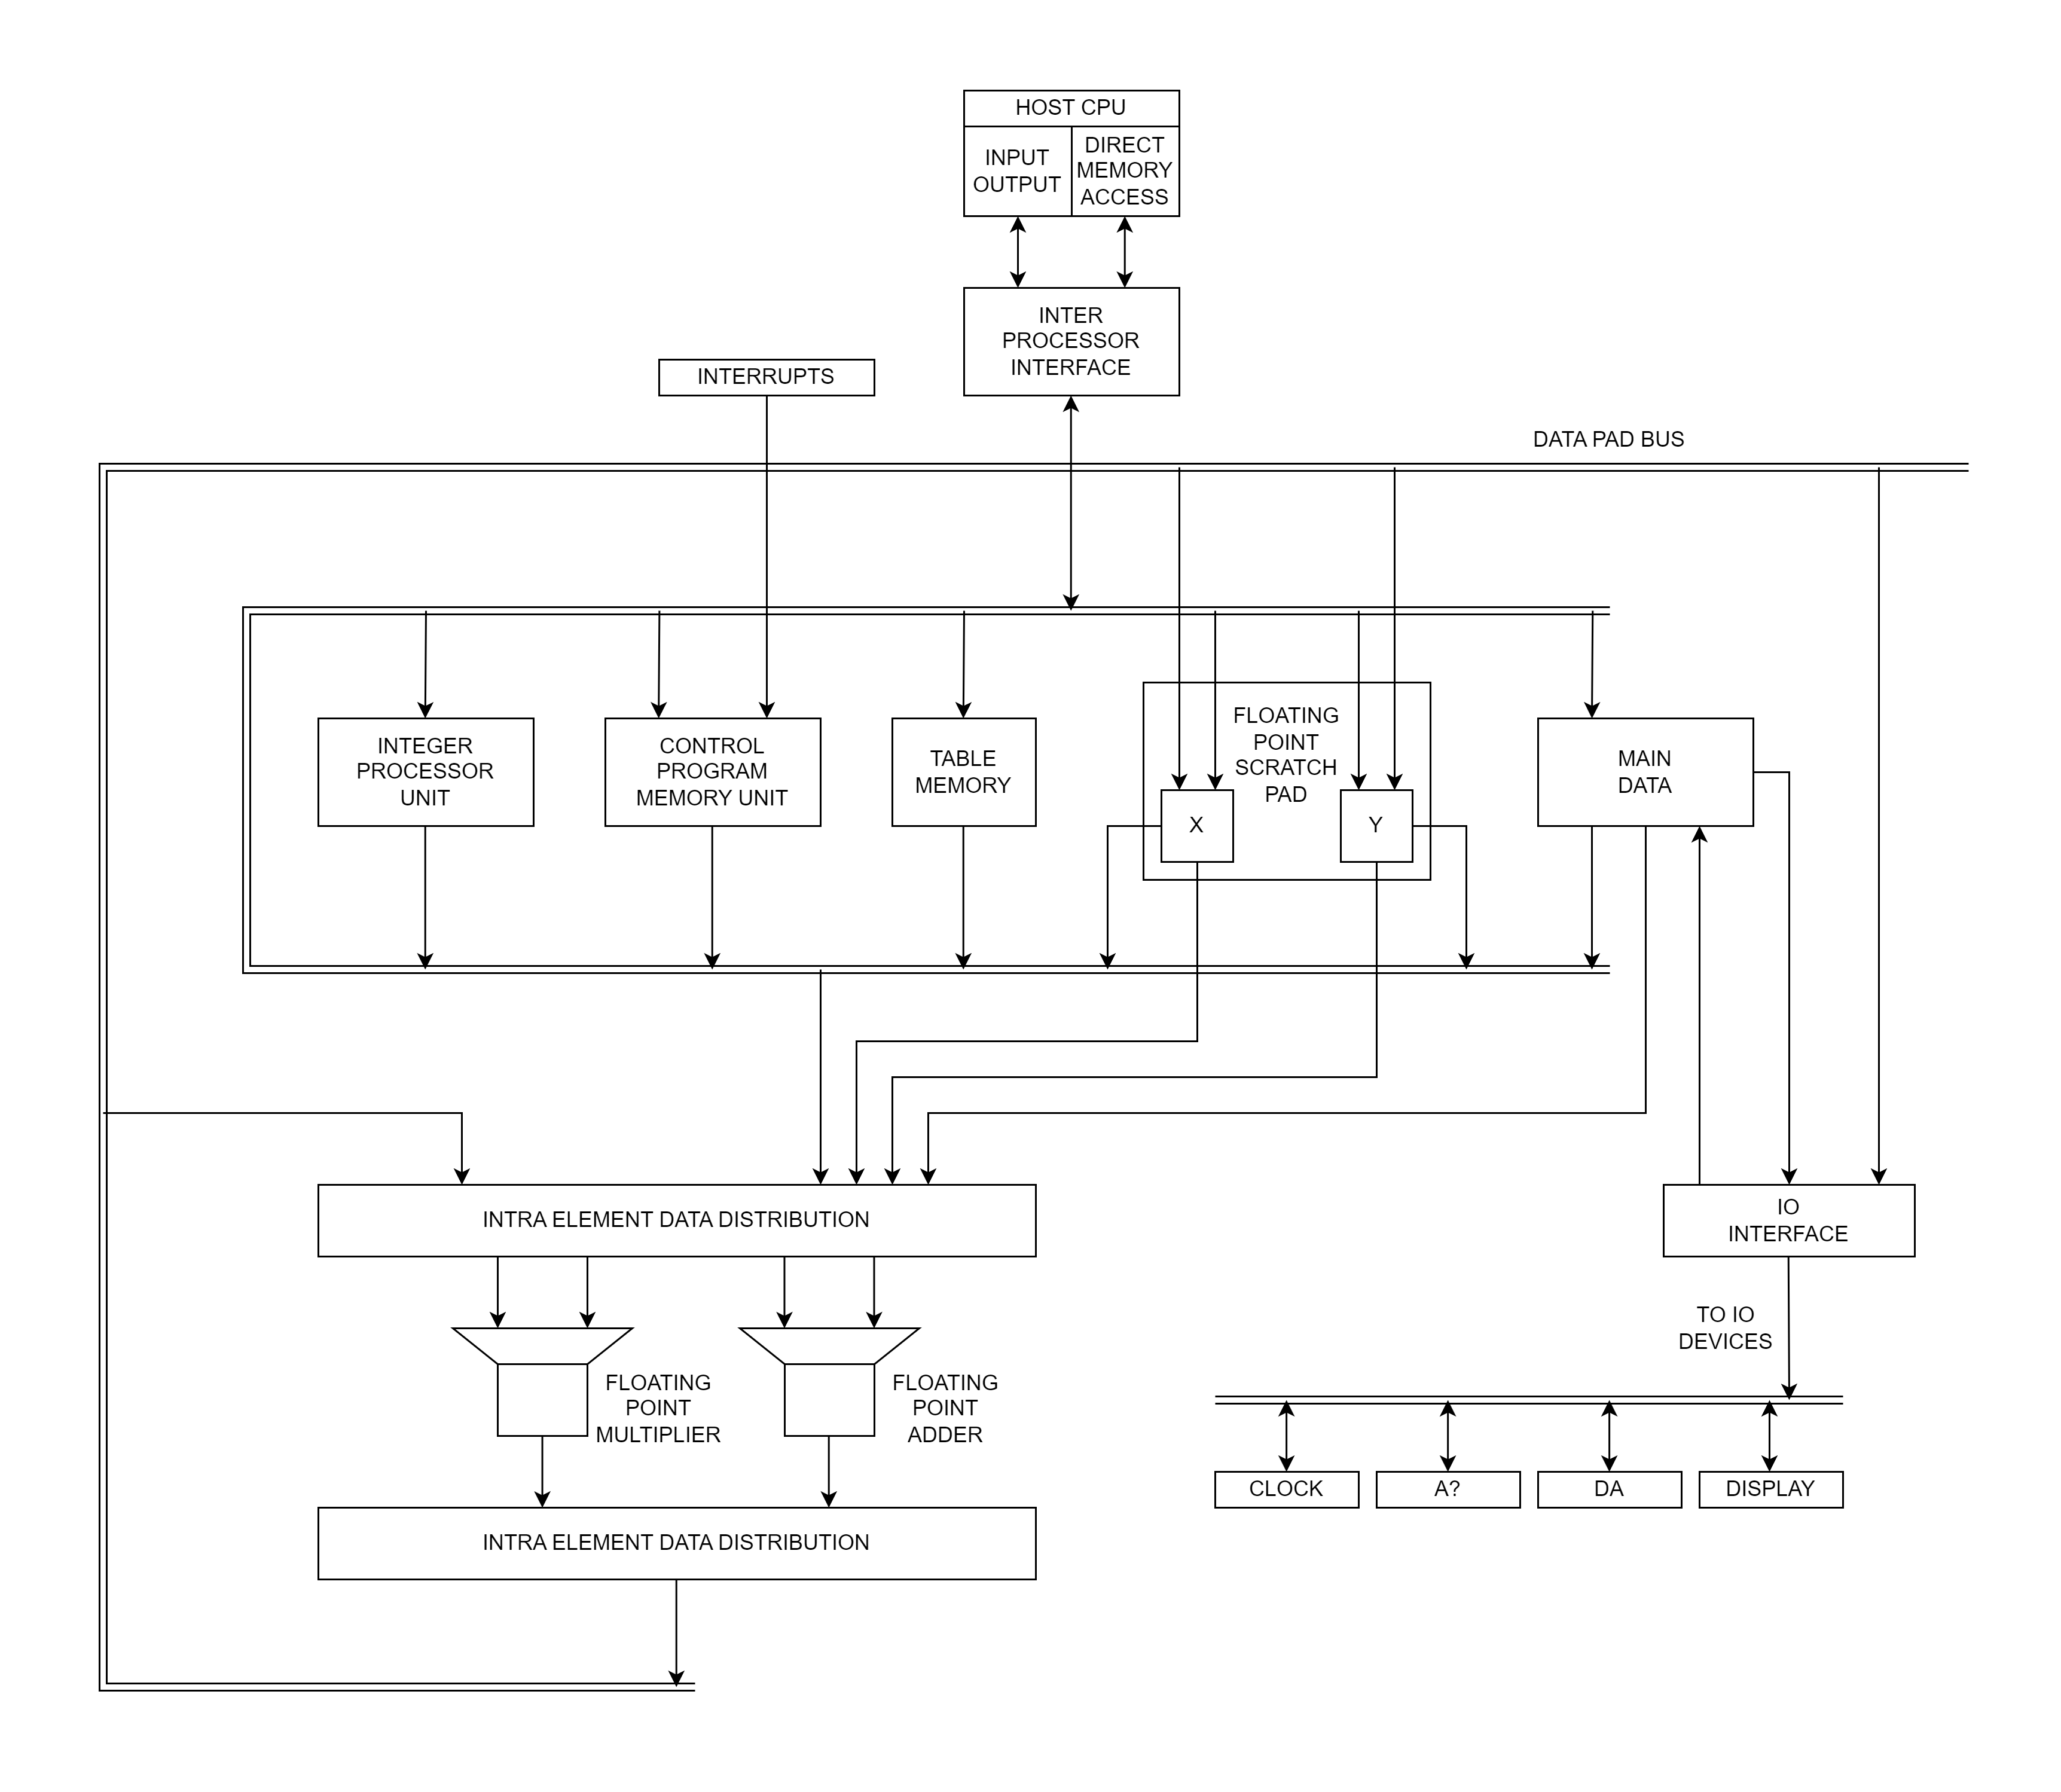 HOST CPU
INPUT
OUTPUT
DIRECT
MEMORY
ACCESS
INTER
PROCESSOR
INTERFACE
INTERRUPTS
DATA PAD BUS
INTEGER
PROCESSOR
UNIT
CONTROL
PROGRAM
MEMORY UNIT
TABLE
MEMORY
FLOATING
POINT
SCRATCH
PAD
X
Y
MAIN
DATA
INTRA ELEMENT DATA DISTRIBUTION
IO
INTERFACE
FLOATING
POINT
MULTIPLIER
FLOATING
POINT
ADDER
TO IO
DEVICES
CLOCK
A?
DA
DISPLAY
INTRA ELEMENT DATA DISTRIBUTION